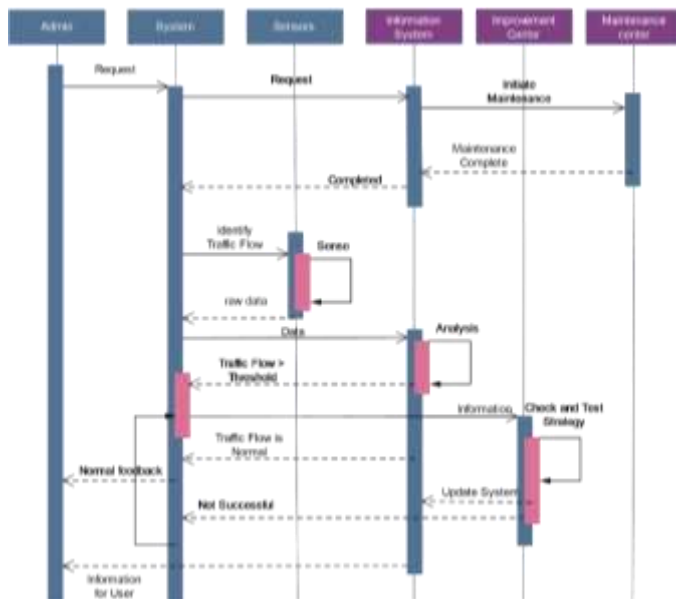 Admin
System
Sensors
Information
System
Improvement
Center
Maintenance
center
Request
Request
Initiate
Maintenance
Maintenance
Complete
Completed
Identify
Traffic Flow
Sense
raw data
Data
Analysis
Traffic Flow >
Threshold
Information
Check and Test
Strategy
Traffic Flow is
Normal
Normal feedback
Update System
Not Successful
Information
for User